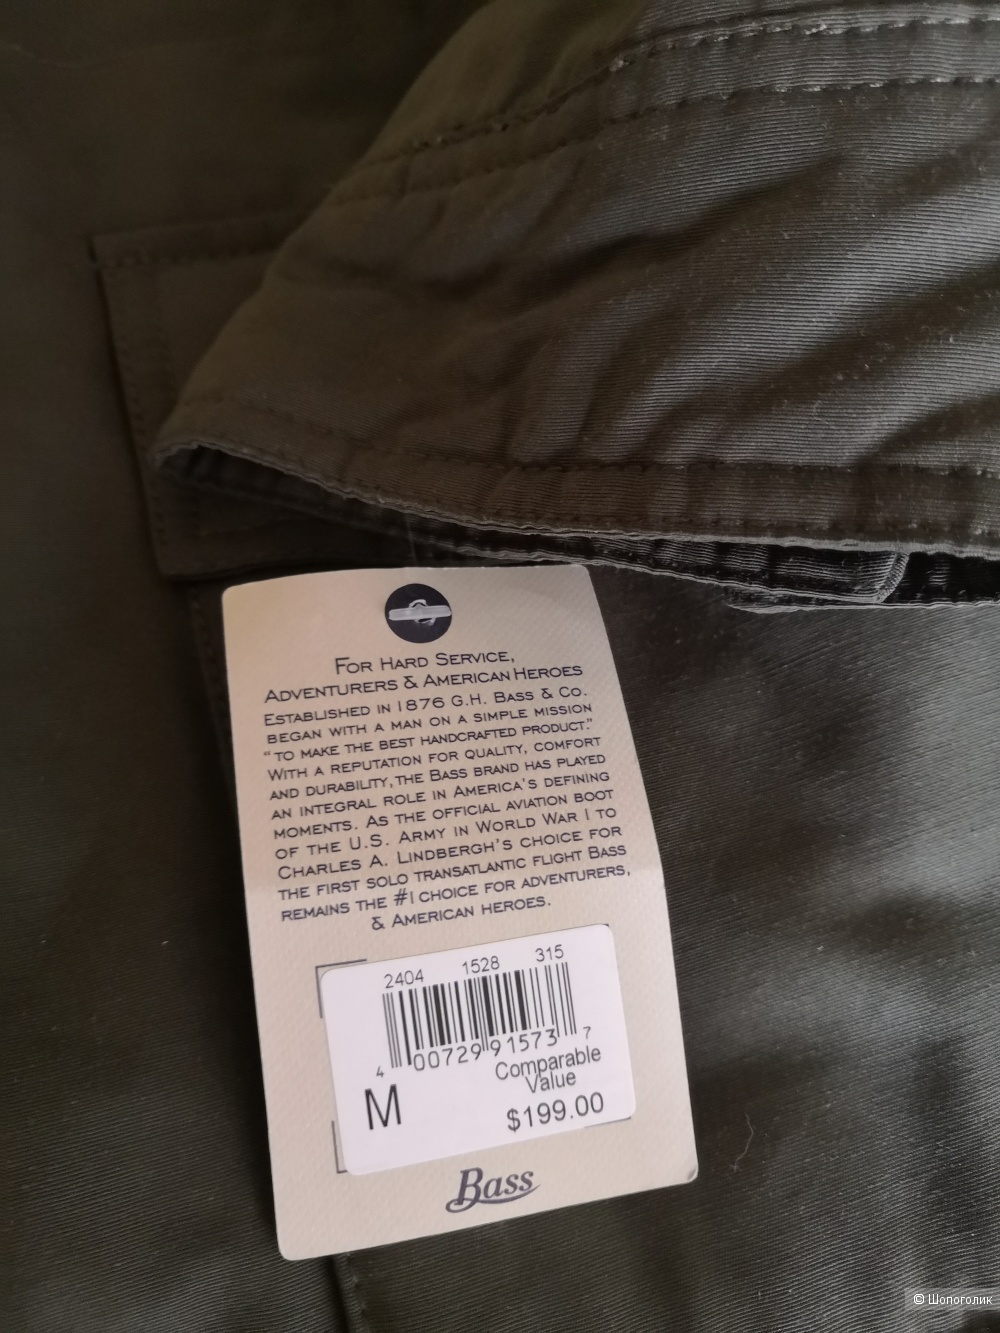 FOR HARD SERVICE,
ADVENTURERS & AMERICAN HEROES
ESTABLISHED IN 1876 G.H. BASS & CO.
BEGAN WITH A MAN ON A SIMPLE MISSION
"TO MAKE THE BEST HANDCRAFTED PRODUCT."
WITH A REPUTATION FOR QUALITY, COMFORT
AND DURABILITY, THE BASS BRAND HAS PLAYED
AN INTEGRAL ROLE IN AMERICA'S DEFINING
MOMENTS. AS THE OFFICIAL AVIATION BOOT
OF THE U.S. ARMY IN WORLD WAR I TO
CHARLES A. LINDBERGH'S CHOICE FOR
THE FIRST SOLO TRANSATLANTIC FLIGHT BASS
REMAINS THE #1 CHOICE FOR ADVENTURERS,
& AMERICAN HEROES.
2404 1528 315
4 00729 91573 7
Comparable
Value
M $199.00
Bass
© Шопоголик